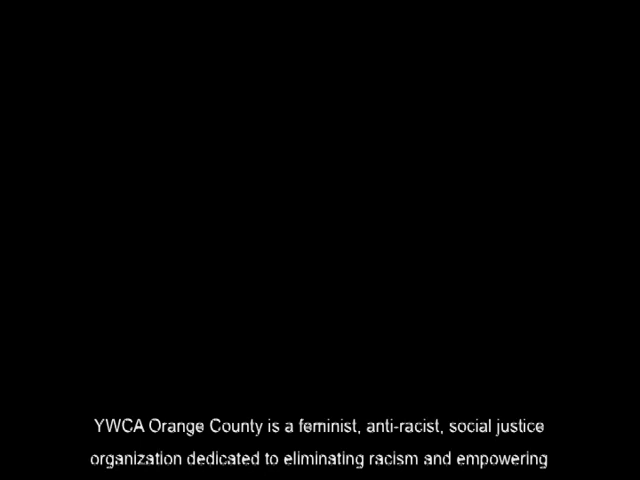 YWCA Orange County is a feminist, anti-racist, social justice
organization dedicated to eliminating racism and empowering